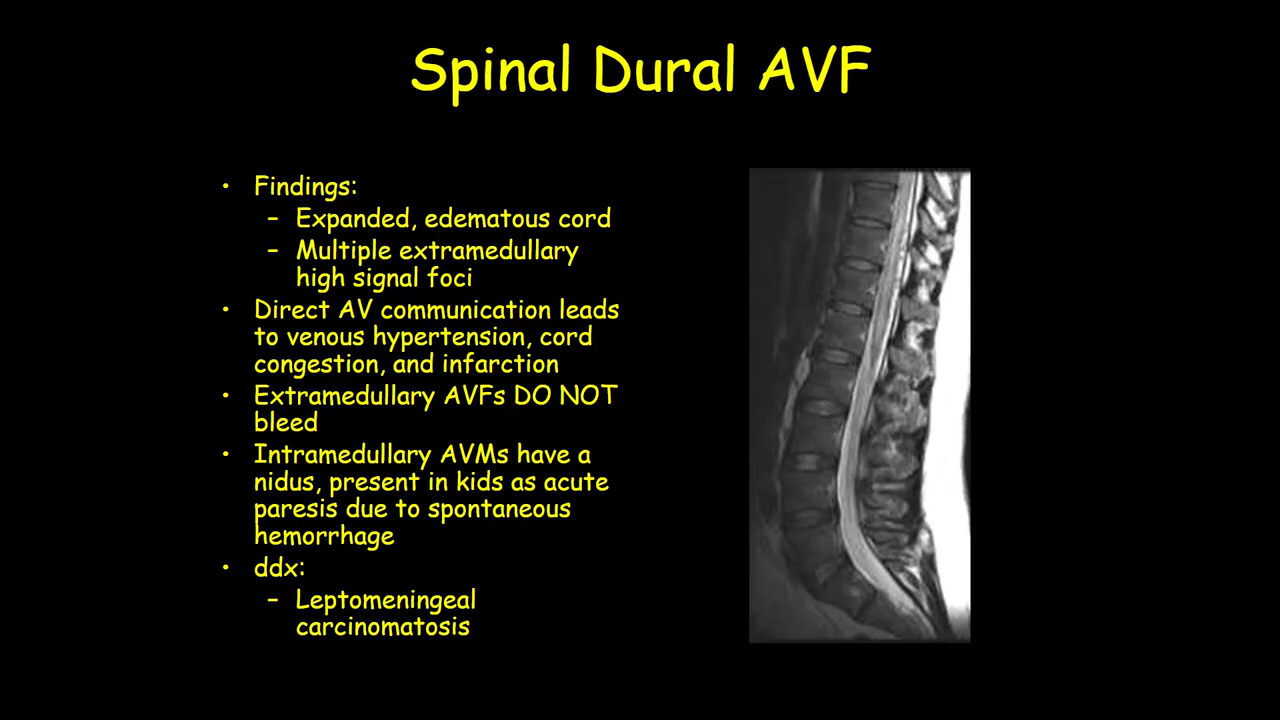 Spinal Dural AVF
• Findings:
– Expanded, edematous cord
– Multiple extramedullary
high signal foci
• Direct AV communication leads
to venous hypertension, cord
congestion, and infarction
• Extramedullary AVFs DO NOT
bleed
• Intramedullary AVMs have a
nidus, present in kids as acute
paresis due to spontaneous
hemorrhage
• ddx:
– Leptomeningeal
carcinomatosis